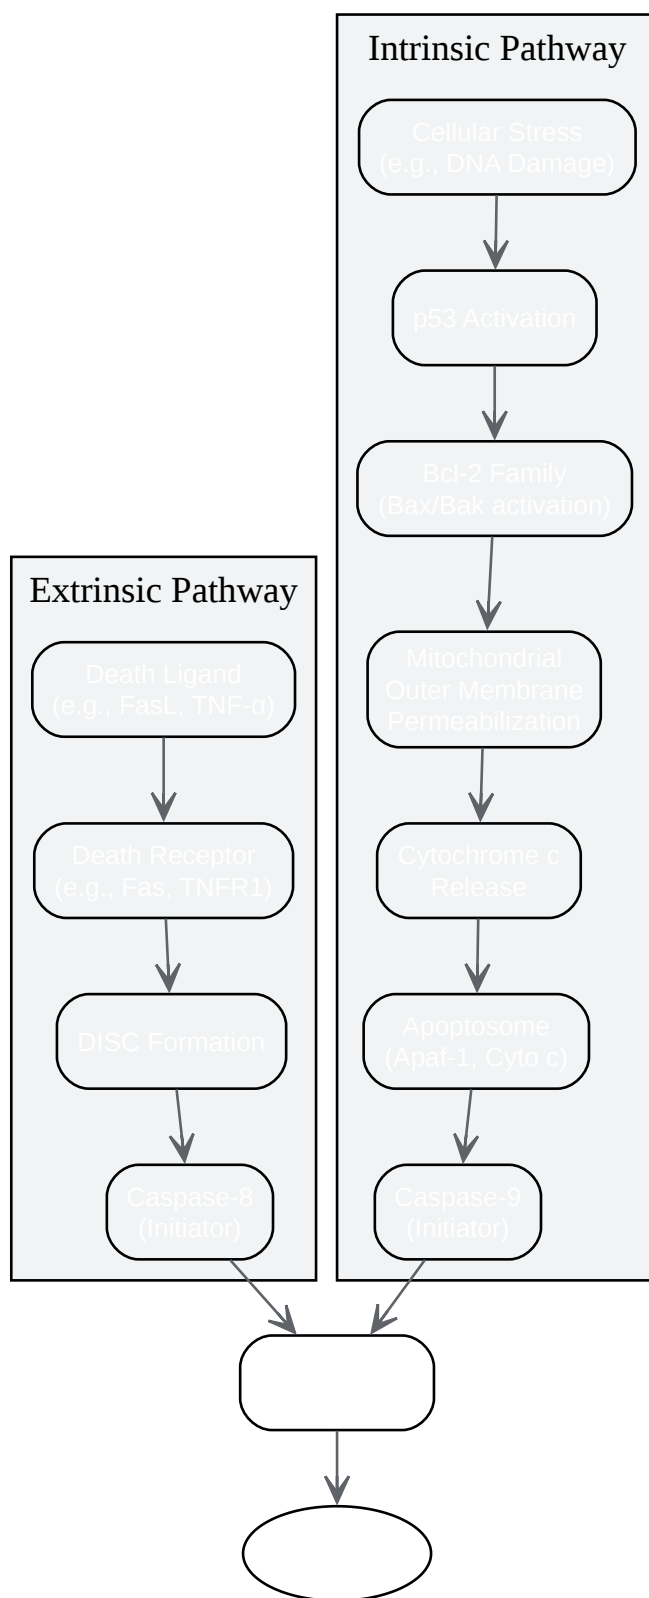 Intrinsic Pathway
Cellular Stress
(e.g., DNA Damage)
p53 Activation
Bcl-2 Family
(Bax/Bak activation)
Mitochondrial
Outer Membrane
Permeabilization
Cytochrome c
Release
Apoptosome
(Apaf-1, Cyto c)
Caspase-9
(Initiator)
Extrinsic Pathway
Death Ligand
(e.g., FasL, TNF-α)
Death Receptor
(e.g., Fas, TNFR1)
DISC Formation
Caspase-8
(Initiator)